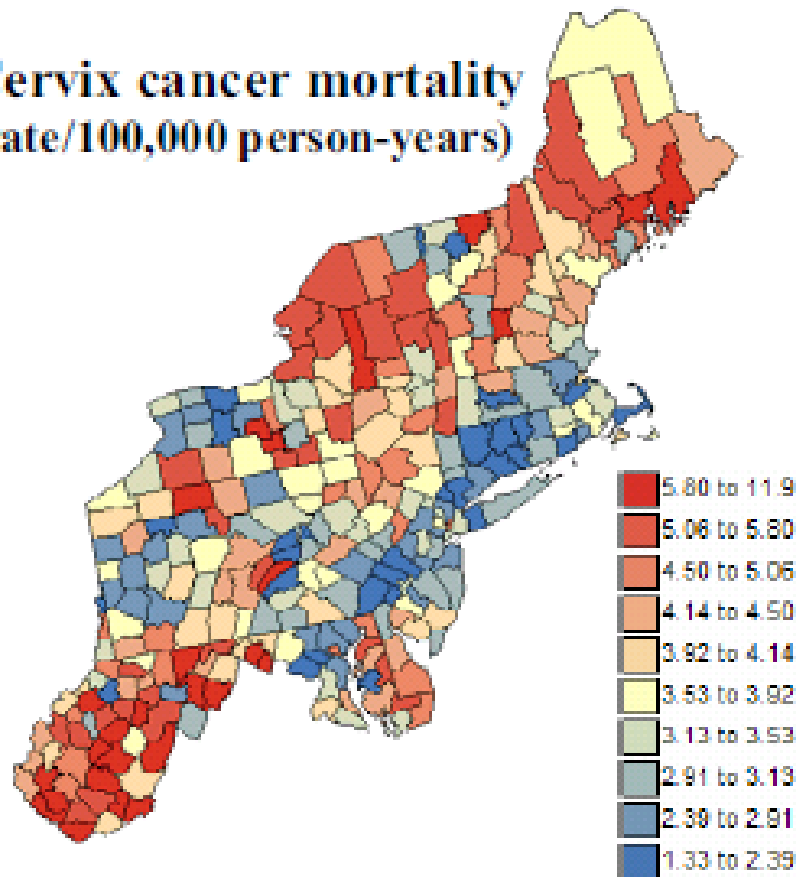 ervix cancer mortality
ate/100,000 person-years)
5.80 to 11.9
5.06 to 5.80
4.50 to 5.06
4.14 to 4.50
3.92 to 4.14
3.53 to 3.92
3.13 to 3.53
2.91 to 3.13
2.39 to 2.91
1.33 to 2.39